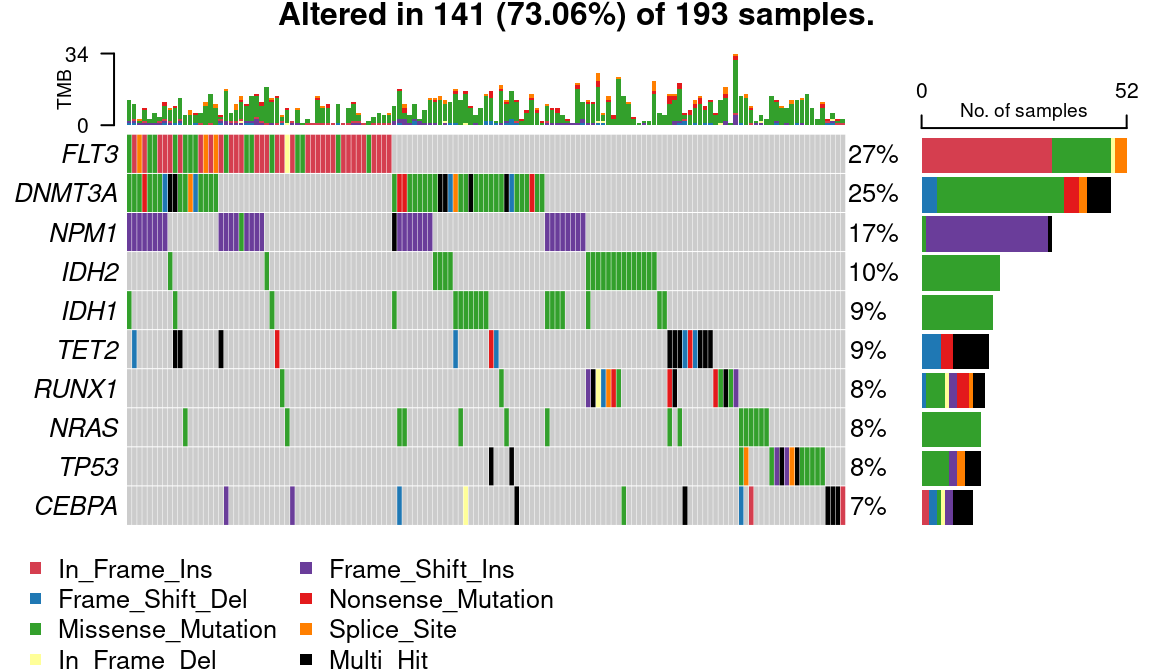 Altered in 141 (73.06%) of 193 samples.
34
TMB
0
0 52
No. of samples
FLT3 27%
DNMT3A 25%
NPM1 17%
IDH2 10%
IDH1 9%
TET2 9%
RUNX1 8%
NRAS 8%
TP53 8%
CEBPA 7%
In_Frame_Ins Frame_Shift_Ins
Frame_Shift_Del Nonsense_Mutation
Missense_Mutation Splice_Site
In_Frame_Del Multi_Hit